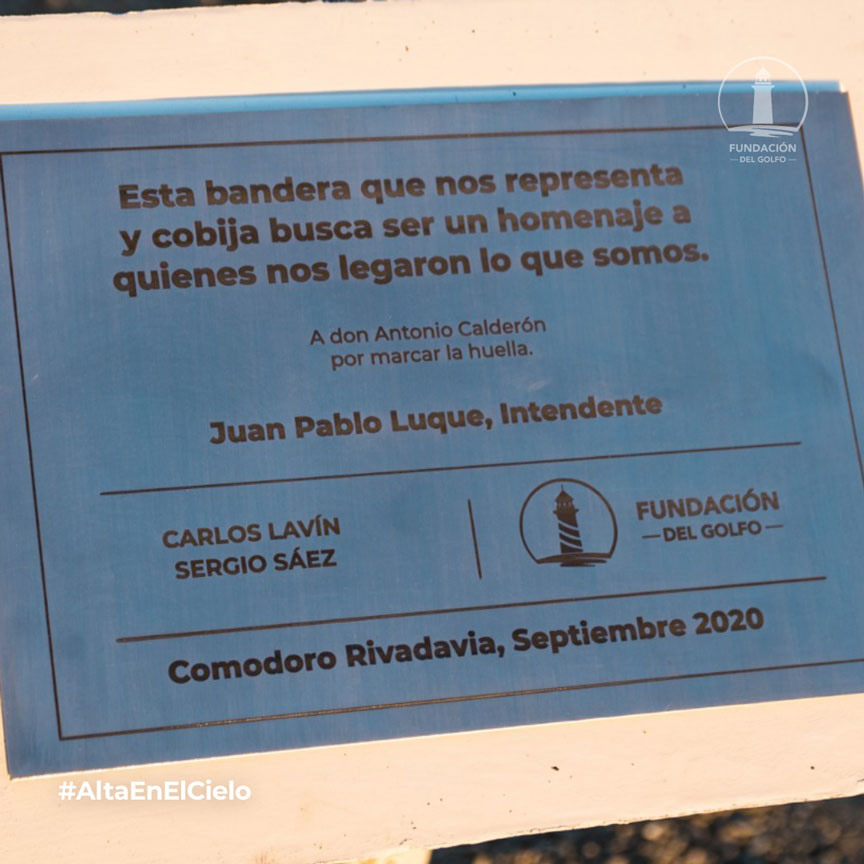 FUNDACIÓN
DEL GOLFO
Esta bandera que nos representa
y cobija busca ser un homenaje a
quienes nos legaron lo que somos.
A don Antonio Calderón
por marcar la huella.
Juan Pablo Luque, Intendente
CARLOS LAVÍN
SERGIO SÁEZ
FUNDACIÓN
DEL GOLFO
Comodoro Rivadavia, Septiembre 2020
#AltaEnElCielo